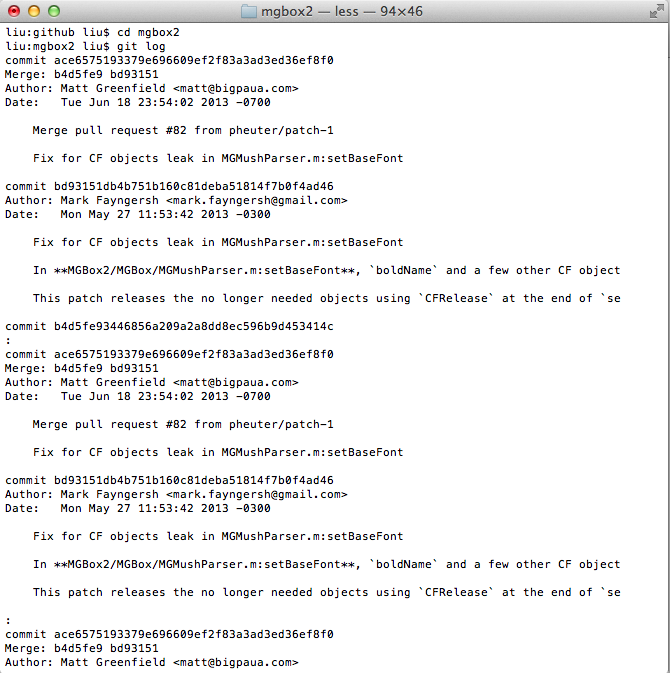 mgbox2 — less — 94×46
liu:github liu$ cd mgbox2
liu:mgbox2 liu$ git log
commit ace6575193379e696609ef2f83a3ad3ed36ef8f0
Merge: b4d5fe9 bd93151
Author: Matt Greenfield <matt@bigpaua.com>
Date:   Tue Jun 18 23:54:02 2013 -0700
    Merge pull request #82 from pheuter/patch-1
    Fix for CF objects leak in MGMushParser.m:setBaseFont
commit bd93151db4b751b160c81deba51814f7b0f4ad46
Author: Mark Fayngersh <mark.fayngersh@gmail.com>
Date:   Mon May 27 11:53:42 2013 -0300
    Fix for CF objects leak in MGMushParser.m:setBaseFont
    In **MGBox2/MGBox/MGMushParser.m:setBaseFont**, `boldName` and a few other CF object
    This patch releases the no longer needed objects using `CFRelease` at the end of `se
commit b4d5fe93446856a209a2a8dd8ec596b9d453414c
:
commit ace6575193379e696609ef2f83a3ad3ed36ef8f0
Merge: b4d5fe9 bd93151
Author: Matt Greenfield <matt@bigpaua.com>
Date:   Tue Jun 18 23:54:02 2013 -0700
    Merge pull request #82 from pheuter/patch-1
    Fix for CF objects leak in MGMushParser.m:setBaseFont
commit bd93151db4b751b160c81deba51814f7b0f4ad46
Author: Mark Fayngersh <mark.fayngersh@gmail.com>
Date:   Mon May 27 11:53:42 2013 -0300
    Fix for CF objects leak in MGMushParser.m:setBaseFont
    In **MGBox2/MGBox/MGMushParser.m:setBaseFont**, `boldName` and a few other CF object
    This patch releases the no longer needed objects using `CFRelease` at the end of `se
:
commit ace6575193379e696609ef2f83a3ad3ed36ef8f0
Merge: b4d5fe9 bd93151
Author: Matt Greenfield <matt@bigpaua.com>